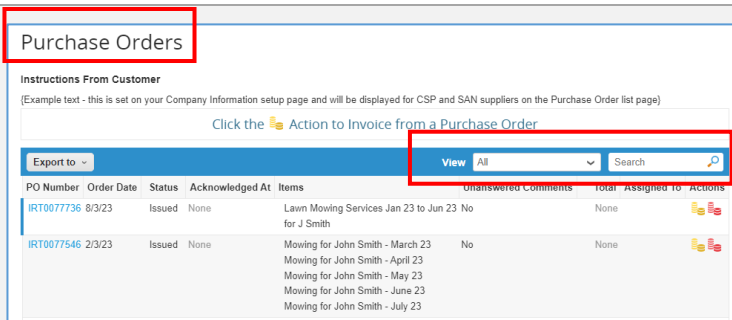 Purchase Orders
Instructions From Customer
{Example text - this is set on your Company Information setup page and will be displayed for CSP and SAN suppliers on the Purchase Order list page}
Click the Action to Invoice from a Purchase Order
Export to View All Search
PO Number Order Date Status Acknowledged At Items Unanswered Comments Total Assigned To Actions
IRT0077736 8/3/23 Issued None Lawn Mowing Services Jan 23 to Jun 23 No None
for J Smith
IRT0077546 2/3/23 Issued None Mowing for John Smith - March 23 No None
Mowing for John Smith - April 23
Mowing for John Smith - May 23
Mowing for John Smith - June 23
Mowing for John Smith - July 23